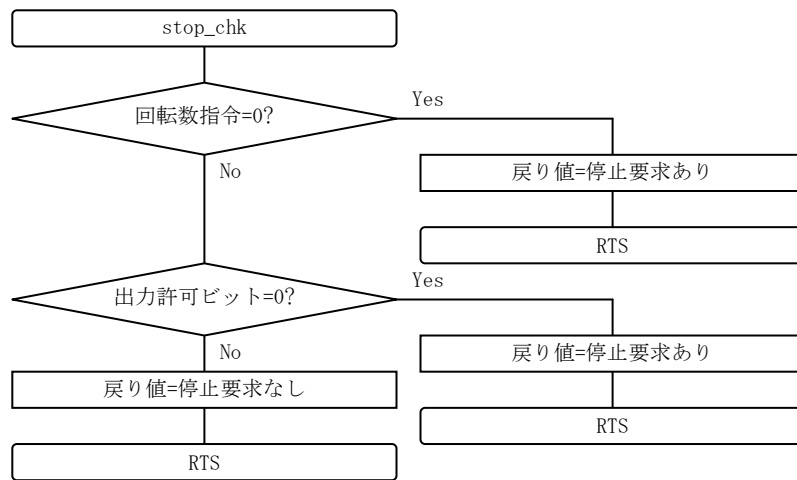 stop_chk
回転数指令=0?
Yes
No
戻り値=停止要求あり
RTS
出力許可ビット=0?
Yes
No
戻り値=停止要求あり
戻り値=停止要求なし
RTS
RTS